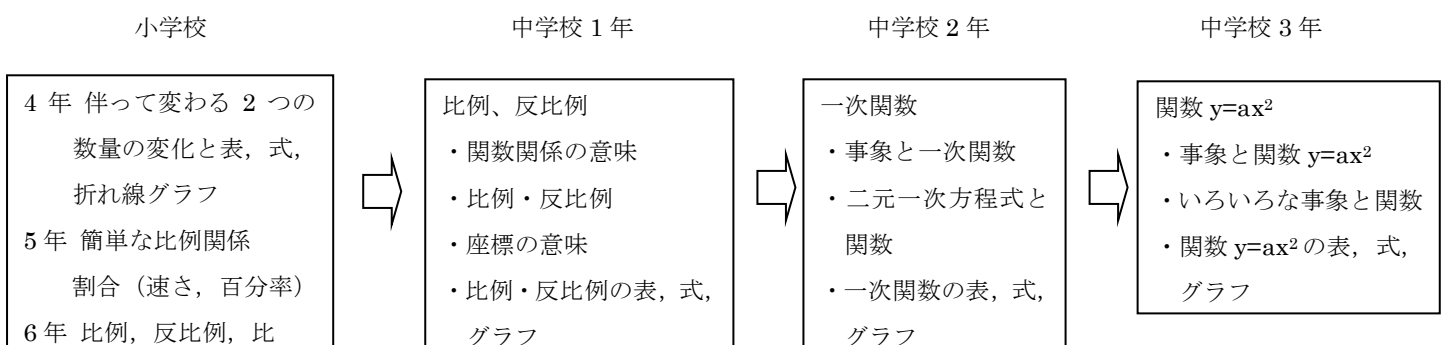 小学校
4 年 伴って変わる 2 つの
数量の変化と表，式，
折れ線グラフ
5 年 簡単な比例関係
割合（速さ，百分率）
6 年 比例，反比例，比
中学校 1 年
比例、反比例
・関数関係の意味
・比例・反比例
・座標の意味
・比例・反比例の表，式，
グラフ
中学校 2 年
一次関数
・事象と一次関数
・二元一次方程式と
関数
・一次関数の表，式，
グラフ
中学校 3 年
関数 y=ax²
・事象と関数 y=ax²
・いろいろな事象と関数
・関数 y=ax² の表，式，
グラフ